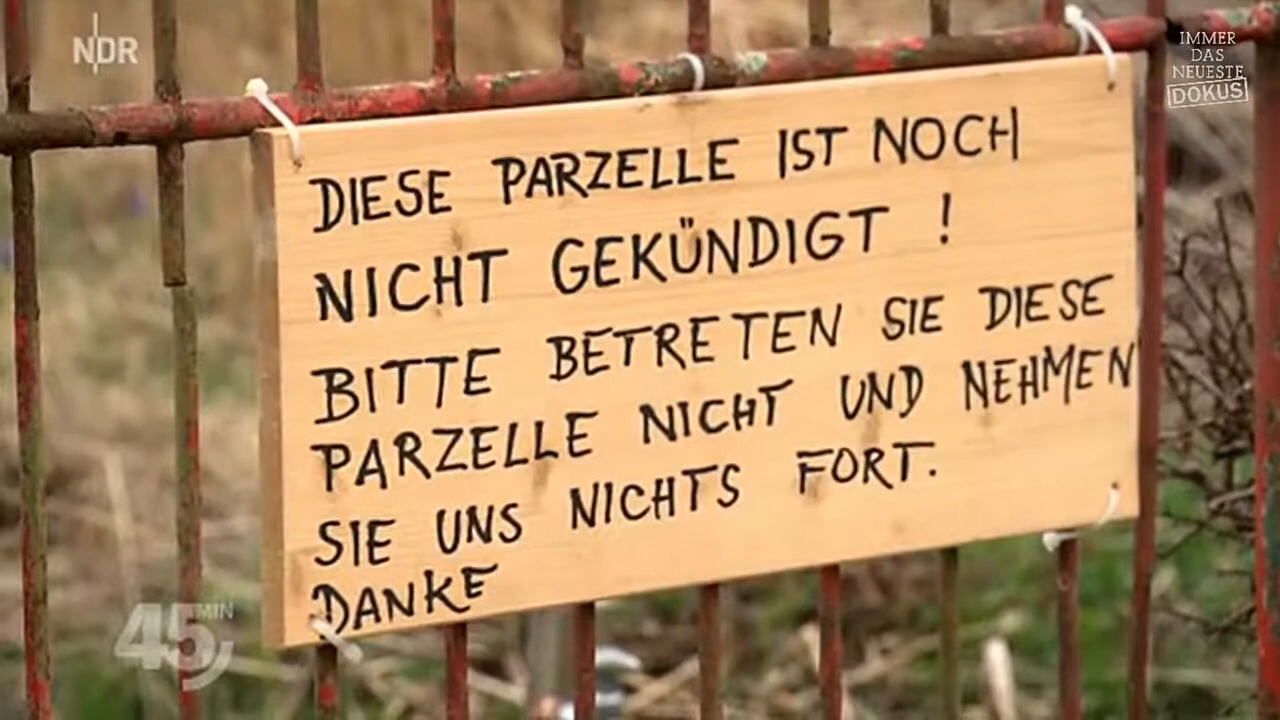 NDR
IMMER
DAS
NEUESTE
DOKUS
DIESE PARZELLE IST NOCH
NICHT GEKÜNDIGT !
BITTE BETRETEN SIE DIESE
PARZELLE NICHT UND NEHMEN
SIE UNS NICHTS FORT.
DANKE
45 MIN